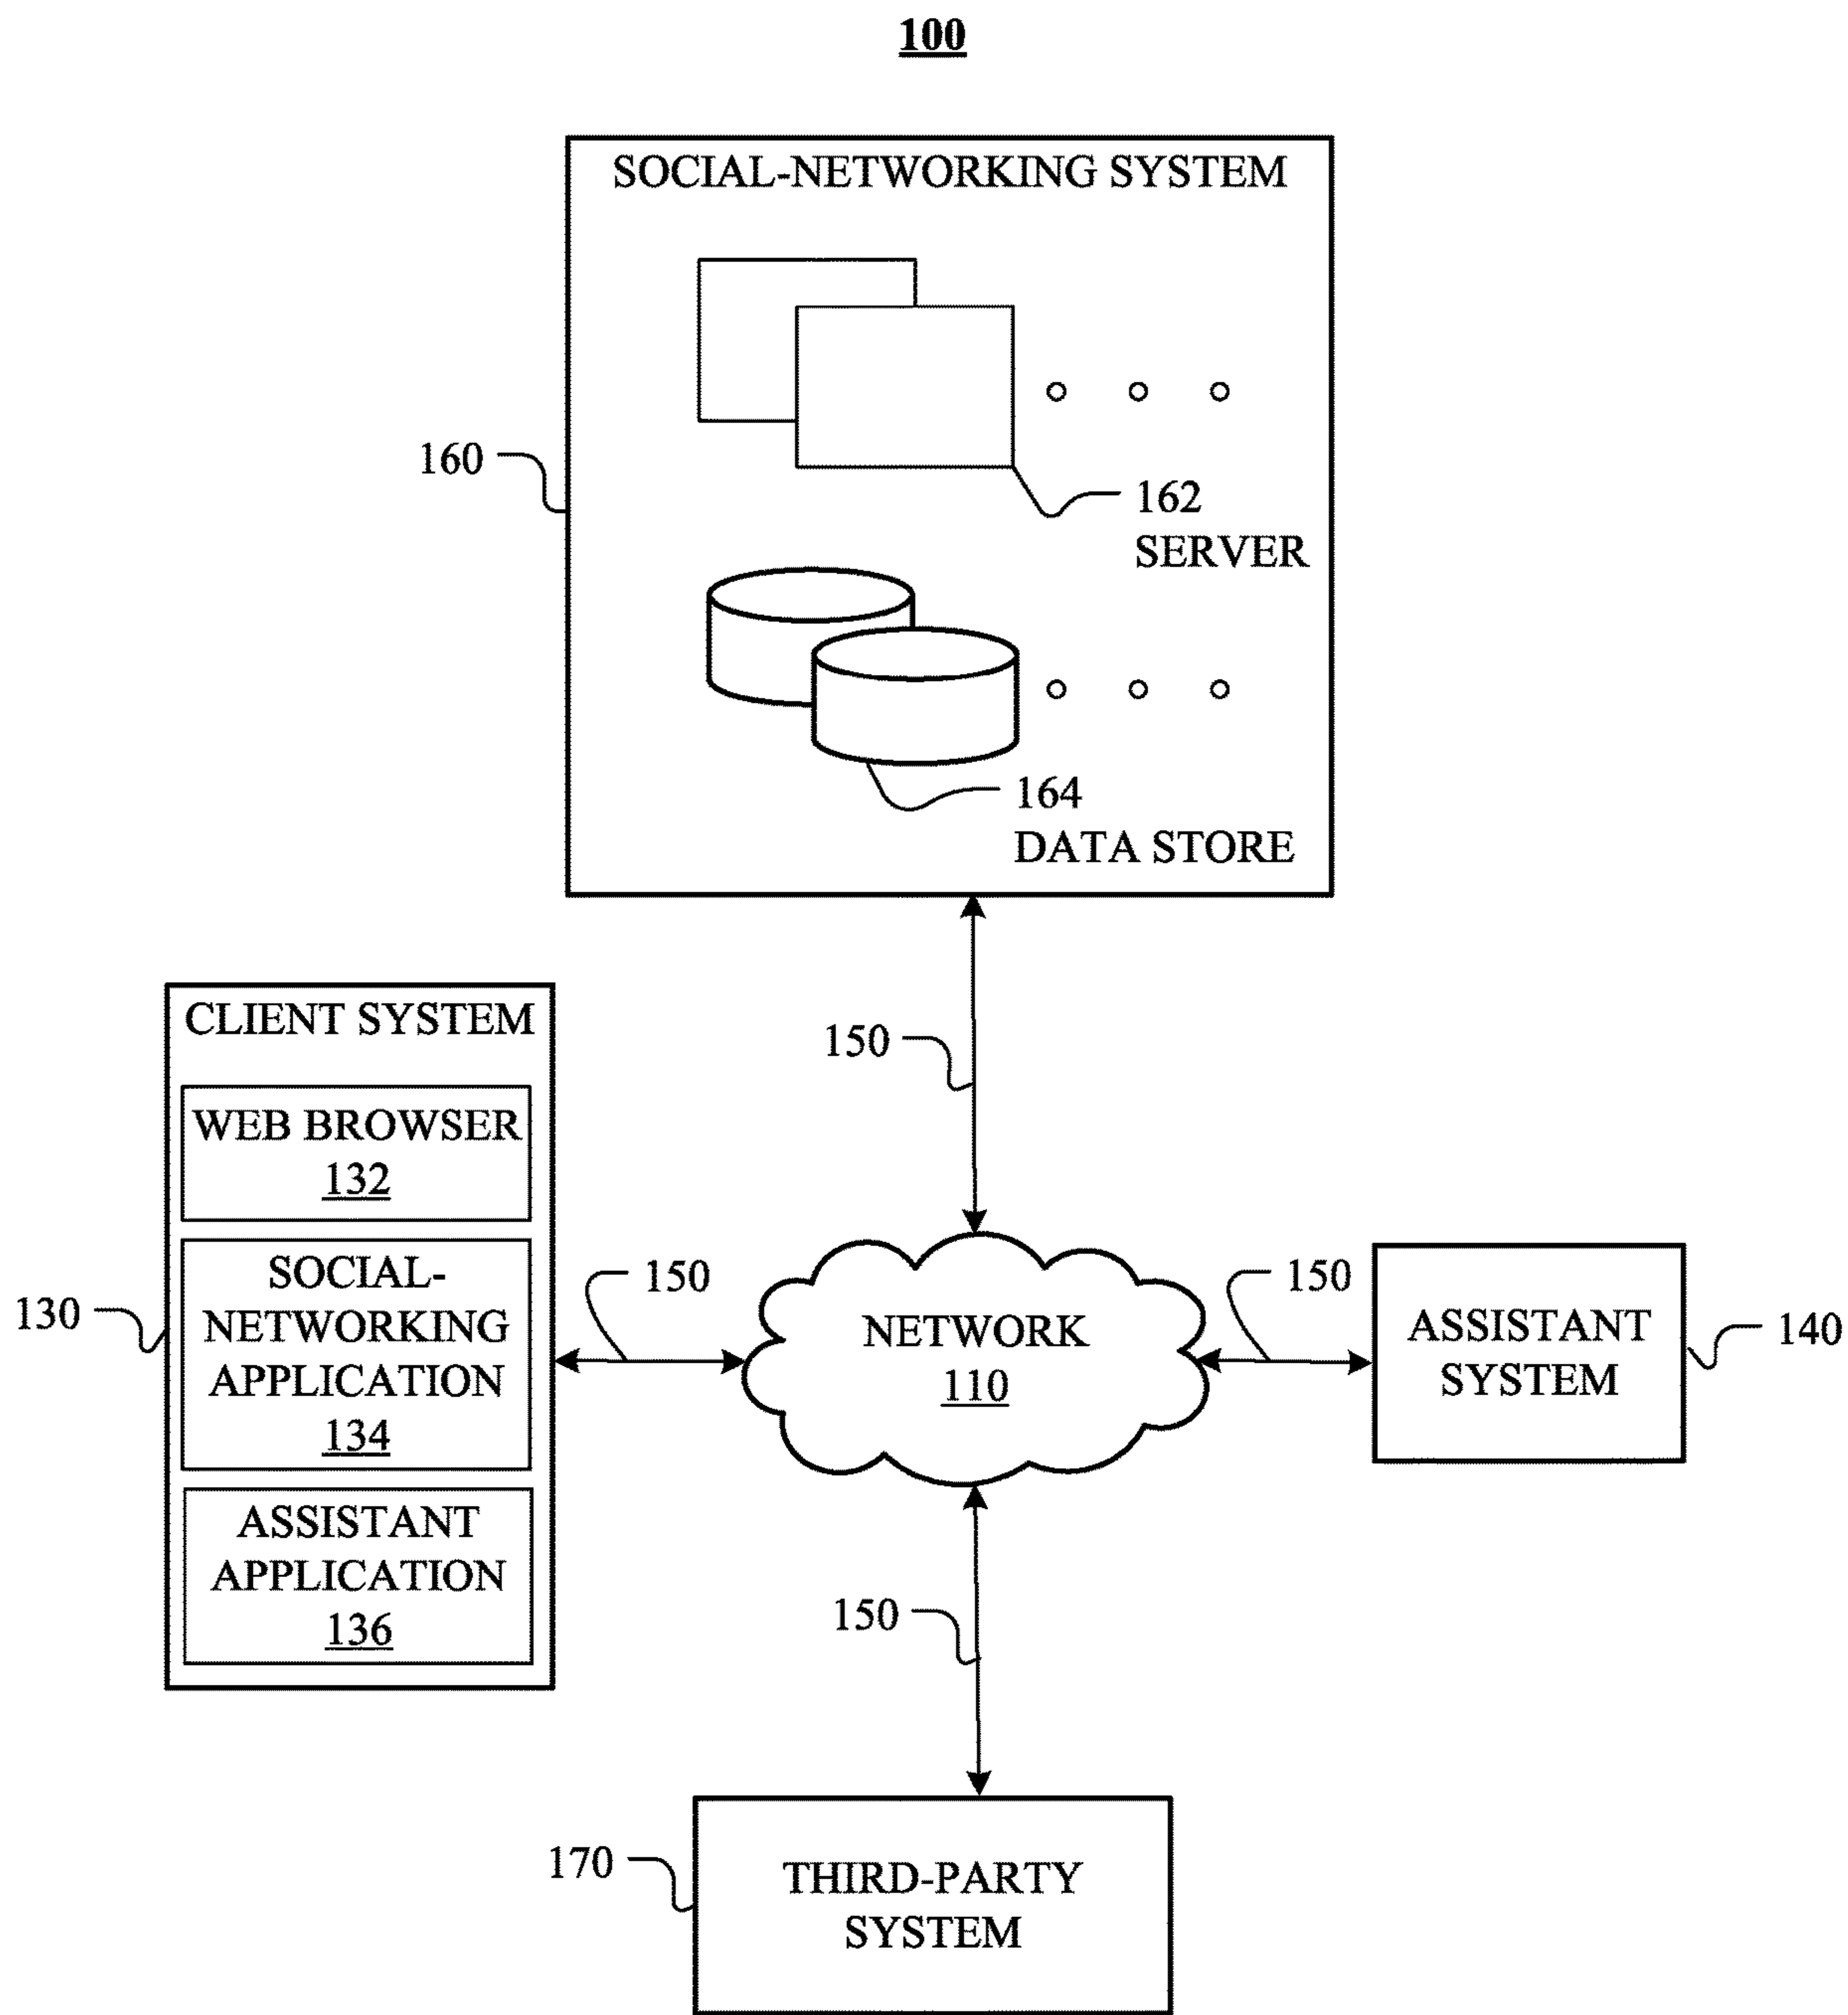 100
SOCIAL-NETWORKING SYSTEM
160
162
SERVER
164
DATA STORE
CLIENT SYSTEM
WEB BROWSER
132
SOCIAL-
NETWORKING
APPLICATION
134
ASSISTANT
APPLICATION
136
130
150
150
NETWORK
110
150
ASSISTANT
SYSTEM
140
150
170
THIRD-PARTY
SYSTEM